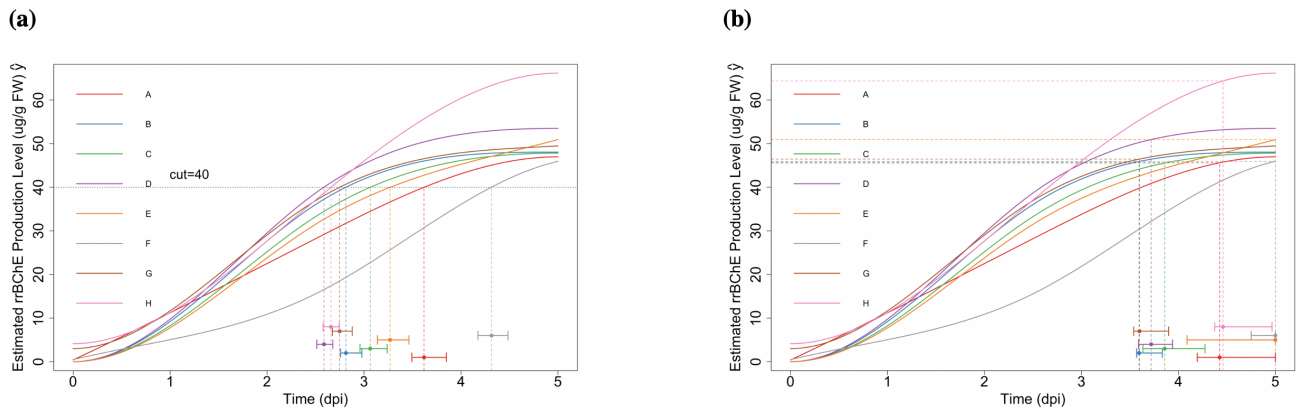 (a)
Estimated rrBChE Production Level (ug/g FW) ŷ
60
50
40
30
20
10
0
A
B
C
D
E
F
G
H
cut=40
0 1 2 3 4 5
Time (dpi)
(b)
Estimated rrBChE Production Level (ug/g FW) ŷ
60
50
40
30
20
10
0
A
B
C
D
E
F
G
H
0 1 2 3 4 5
Time (dpi)